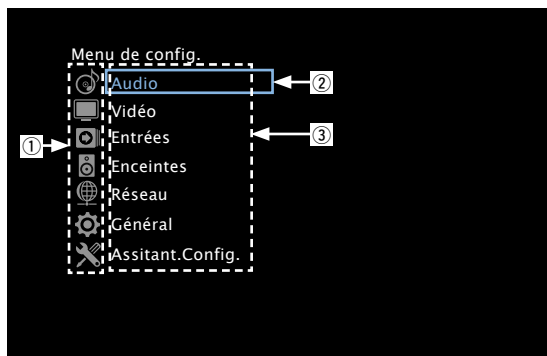 Menu de config.
Audio
②
Vidéo
① Entrées ③
Enceintes
Réseau
Général
Assitant.Config.